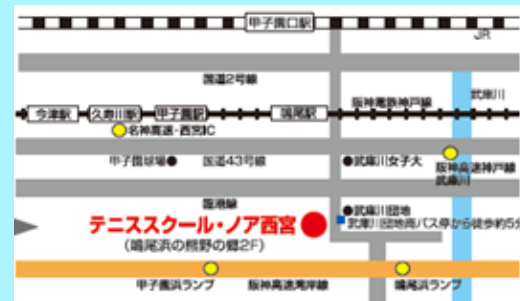 甲子園口駅
JR
国道2号線
武庫川
阪神電鉄神戸線
今津駅
久寿川駅
甲子園駅
鳴尾駅
名神高速・西宮IC
甲子園球場●
国道43号線
●武庫川女子大
阪神高速神戸線
武庫川
臨港線
●武庫川団地
武庫川団地南バス停から徒歩約5分
テニススクール・ノア西宮
(鳴尾浜の熊野の郷2F)
甲子園浜ランプ
阪神高速湾岸線
鳴尾浜ランプ